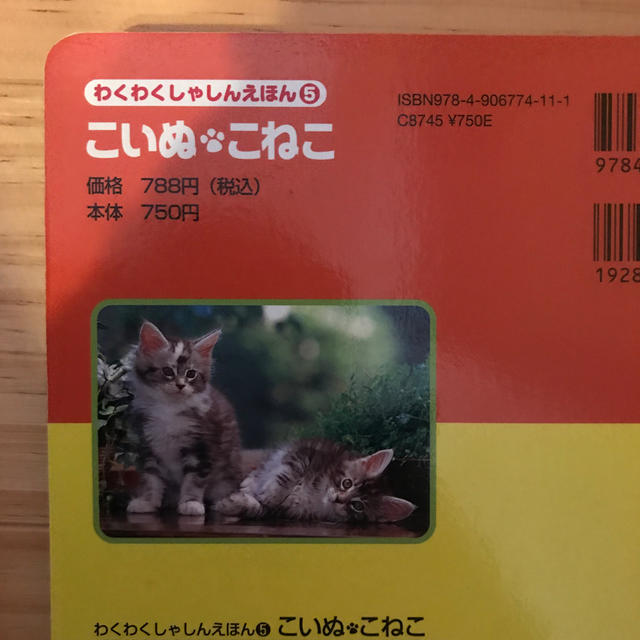 わくわくしゃしんえほん5
こいぬ🐾こねこ
価格 788円(税込)
本体 750円
ISBN978-4-906774-11-1
C8745 ¥750E
9784
1928
わくわくしゃしんえほん5 こいぬ🐾こねこ